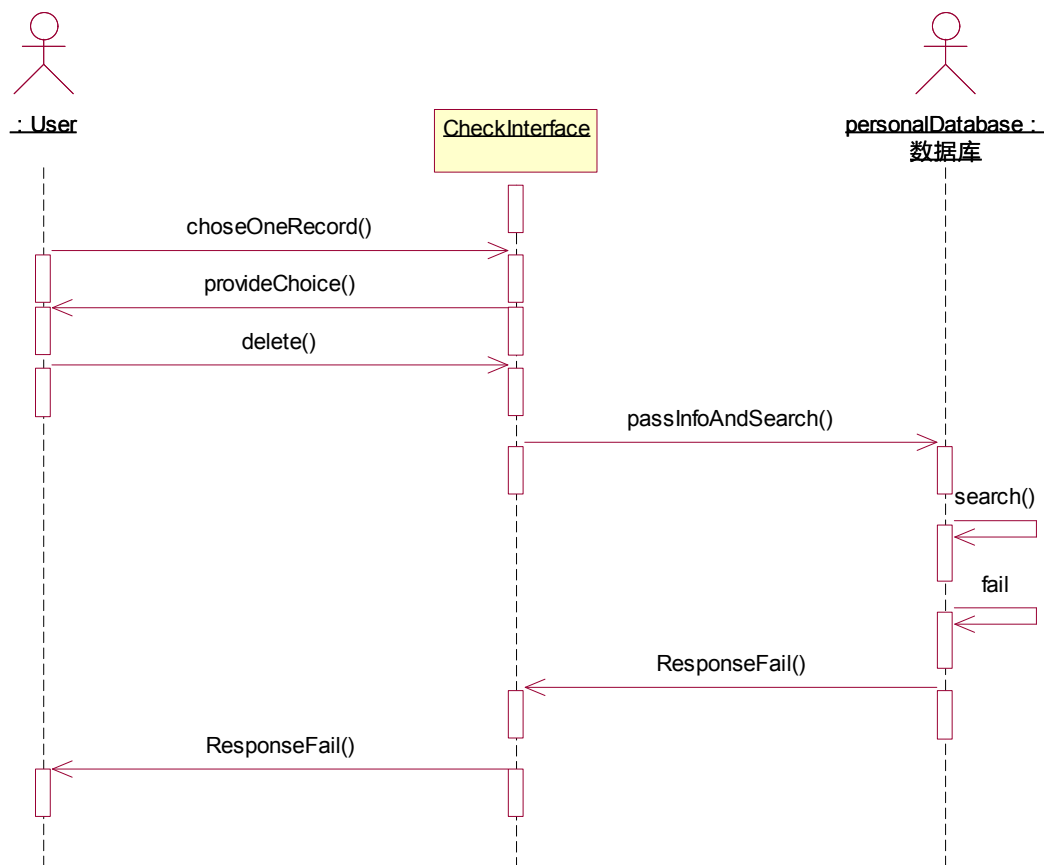 : User
CheckInterface
personalDatabase :
数据库
choseOneRecord()
provideChoice()
delete()
passInfoAndSearch()
search()
fail
ResponseFail()
ResponseFail()